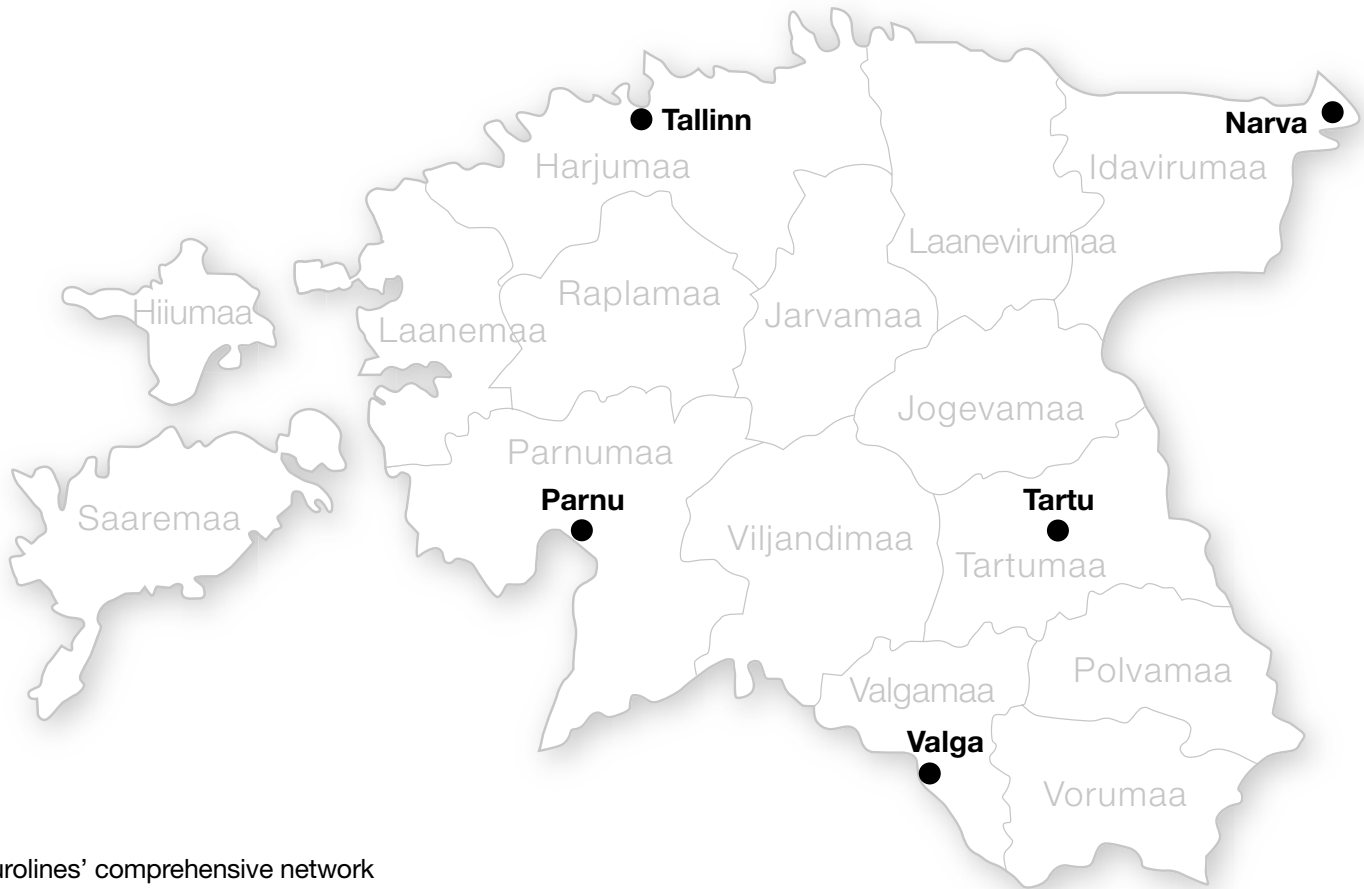 Tallinn
Narva
Harjumaa
Idavirumaa
Laanevirumaa
Raplamaa
Hiiumaa
Jarvamaa
Laanemaa
Jogevamaa
Parnumaa
Parnu
Tartu
Saaremaa
Viljandimaa
Tartumaa
Polvamaa
Valgamaa
Valga
Vorumaa
urolines’ comprehensive network